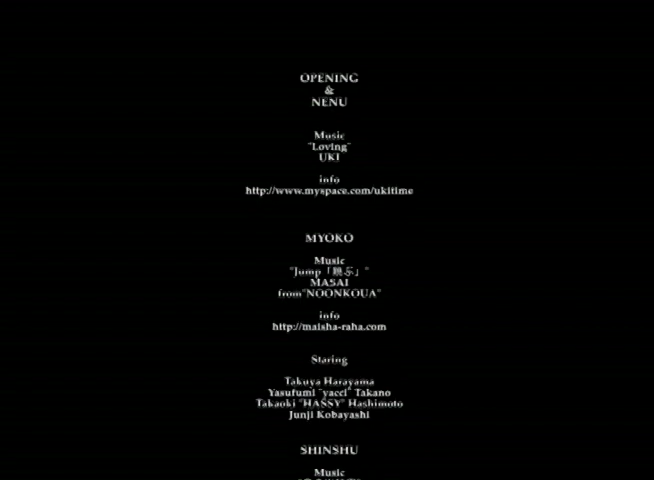 OPENING
&
NENU
Music
"Loving"
UKI
info
http://www.myspace.com/ukitime
MYOKO
Music
"Jump「跳ぶ」"
MASAI
from"NOONKOUA"
info
http://maisha-raha.com
Staring
Takuya Harayama
Yasufumi "yacci" Takano
Takaoki "HASSY" Hashimoto
Junji Kobayashi
SHINSHU
Music